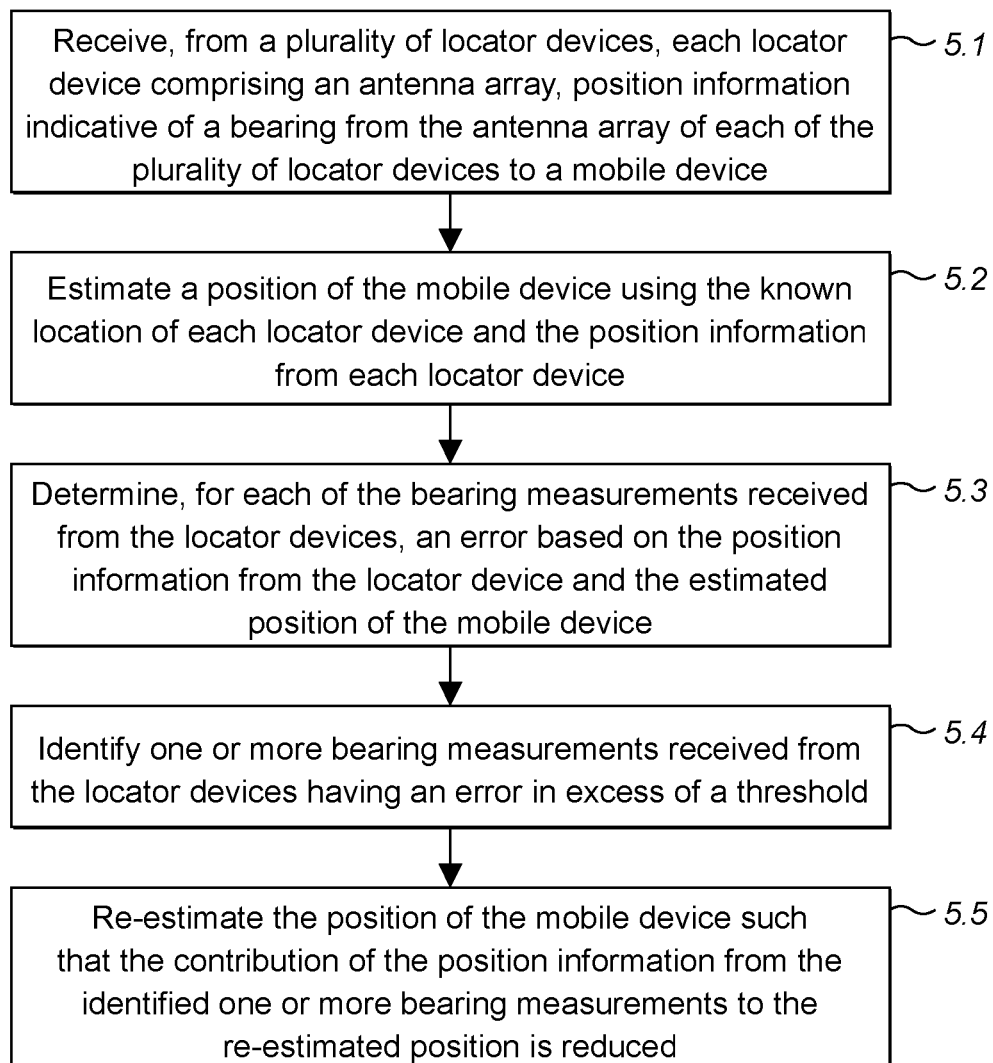 Receive, from a plurality of locator devices, each locator
device comprising an antenna array, position information
indicative of a bearing from the antenna array of each of the
plurality of locator devices to a mobile device
5.1
Estimate a position of the mobile device using the known
location of each locator device and the position information
from each locator device
5.2
Determine, for each of the bearing measurements received
from the locator devices, an error based on the position
information from the locator device and the estimated
position of the mobile device
5.3
Identify one or more bearing measurements received from
the locator devices having an error in excess of a threshold
5.4
Re-estimate the position of the mobile device such
that the contribution of the position information from the
identified one or more bearing measurements to the
re-estimated position is reduced
5.5